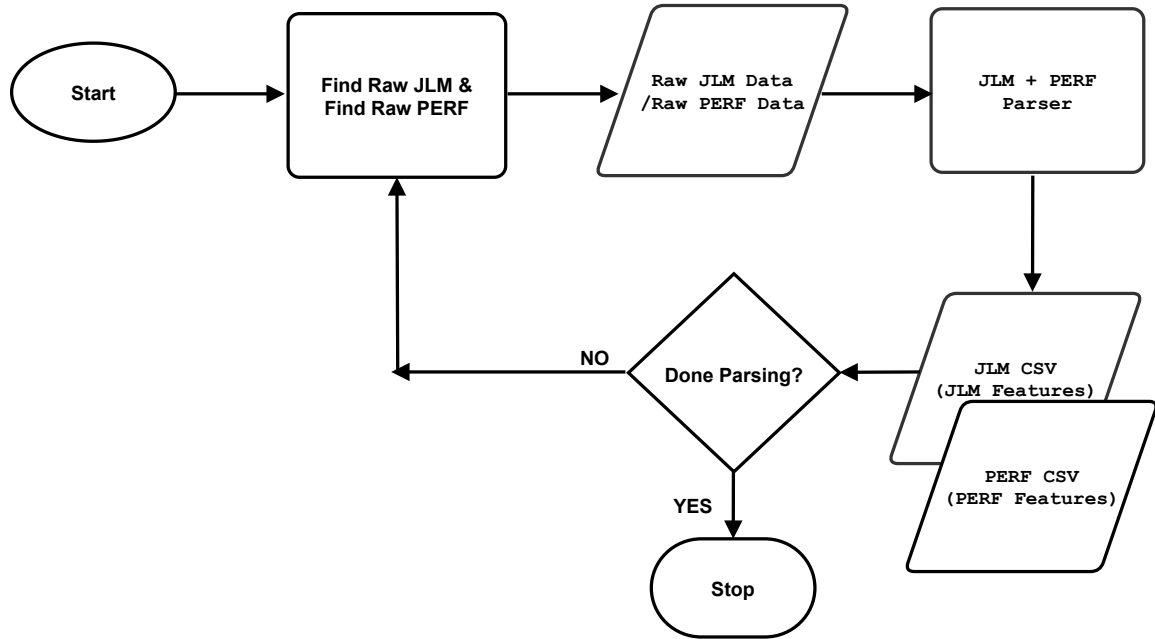 Start
Find Raw JLM &
Find Raw PERF
Raw JLM Data
/Raw PERF Data
JLM + PERF
Parser
JLM CSV
(JLM Features)
PERF CSV
(PERF Features)
Done Parsing?
NO
YES
Stop